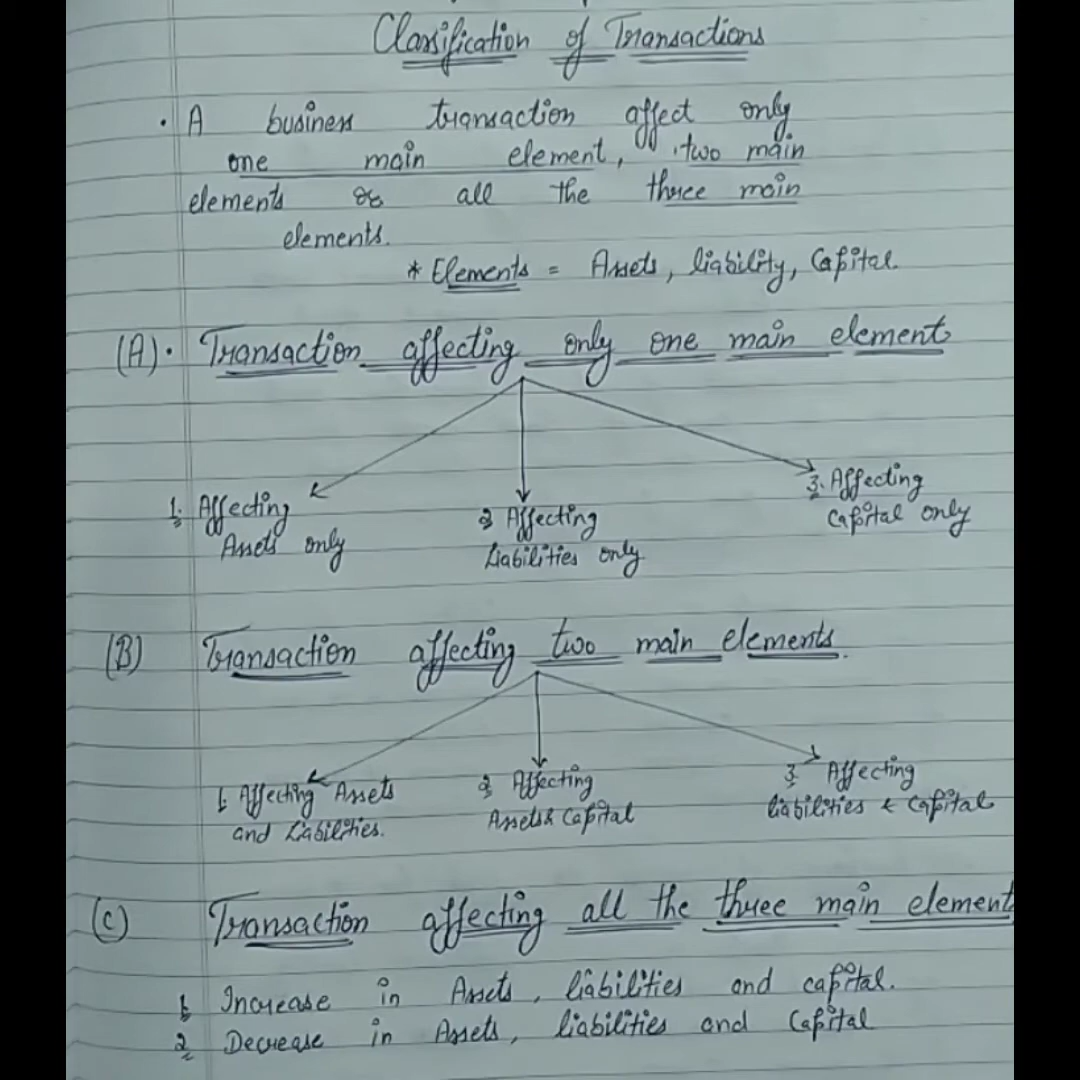 Classification of Transactions
• A business transaction affect only
one main element, two main
elements or all the three main
elements.
* Elements = Assets, liability, Capital.
(A). Transaction affecting only one main element
1. Affecting
Assets only
2 Affecting
Liabilities only
3. Affecting
Capital only
(B) Transaction affecting two main elements.
1. Affecting Assets
and Liabilities.
2 Affecting
Assets & Capital
3 Affecting
liabilities & Capital
(C) Transaction affecting all the three main element
1. Increase in Assets, liabilities and capital.
2 Decrease in Assets, liabilities and Capital